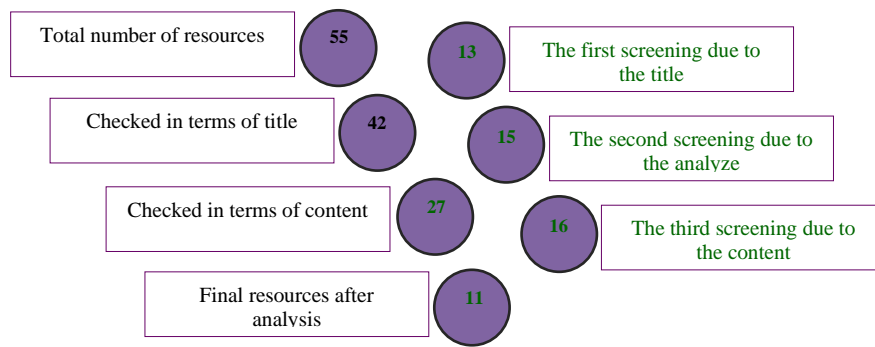 Total number of resources
55
13
The first screening due to
the title
Checked in terms of title
42
15
The second screening due to
the analyze
Checked in terms of content
27
16
The third screening due to
the content
Final resources after
analysis
11